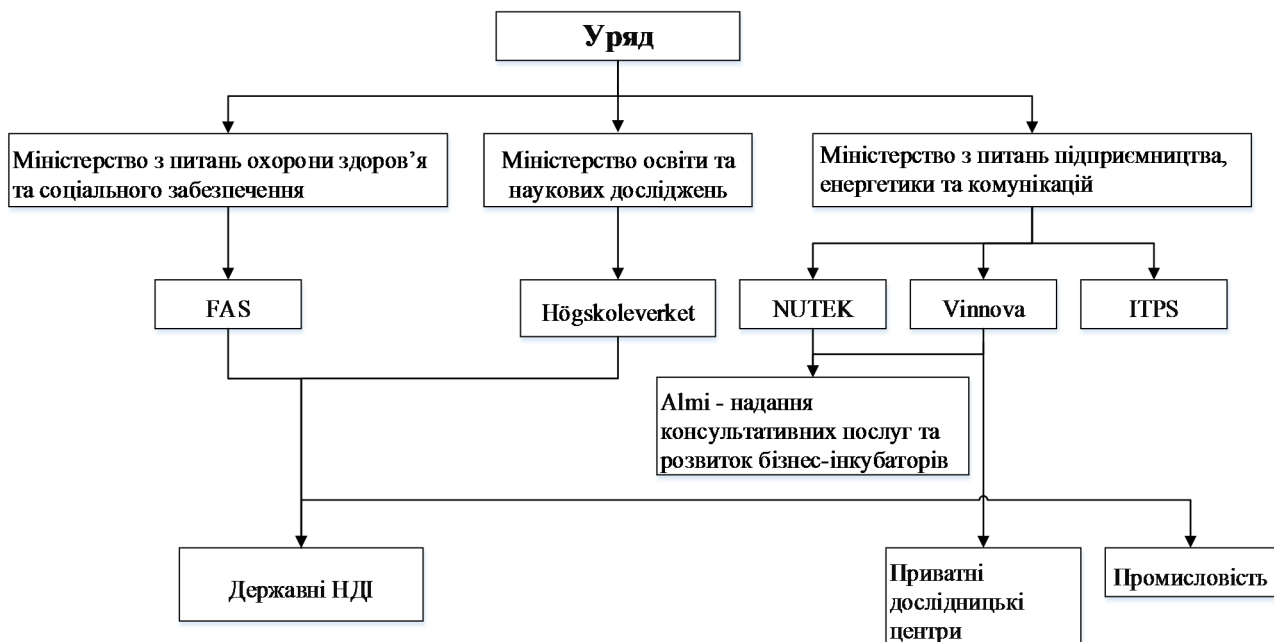 Уряд
Міністерство з питань охорони здоров’я
та соціального забезпечення
Міністерство освіти та
наукових досліджень
Міністерство з питань підприємництва,
енергетики та комунікацій
FAS
Högskoleverket
NUTEK
Vinnova
ITPS
Almi - надання
консультативних послуг та
розвиток бізнес-інкубаторів
Державні НДІ
Приватні
дослідницькі
центри
Промисловість